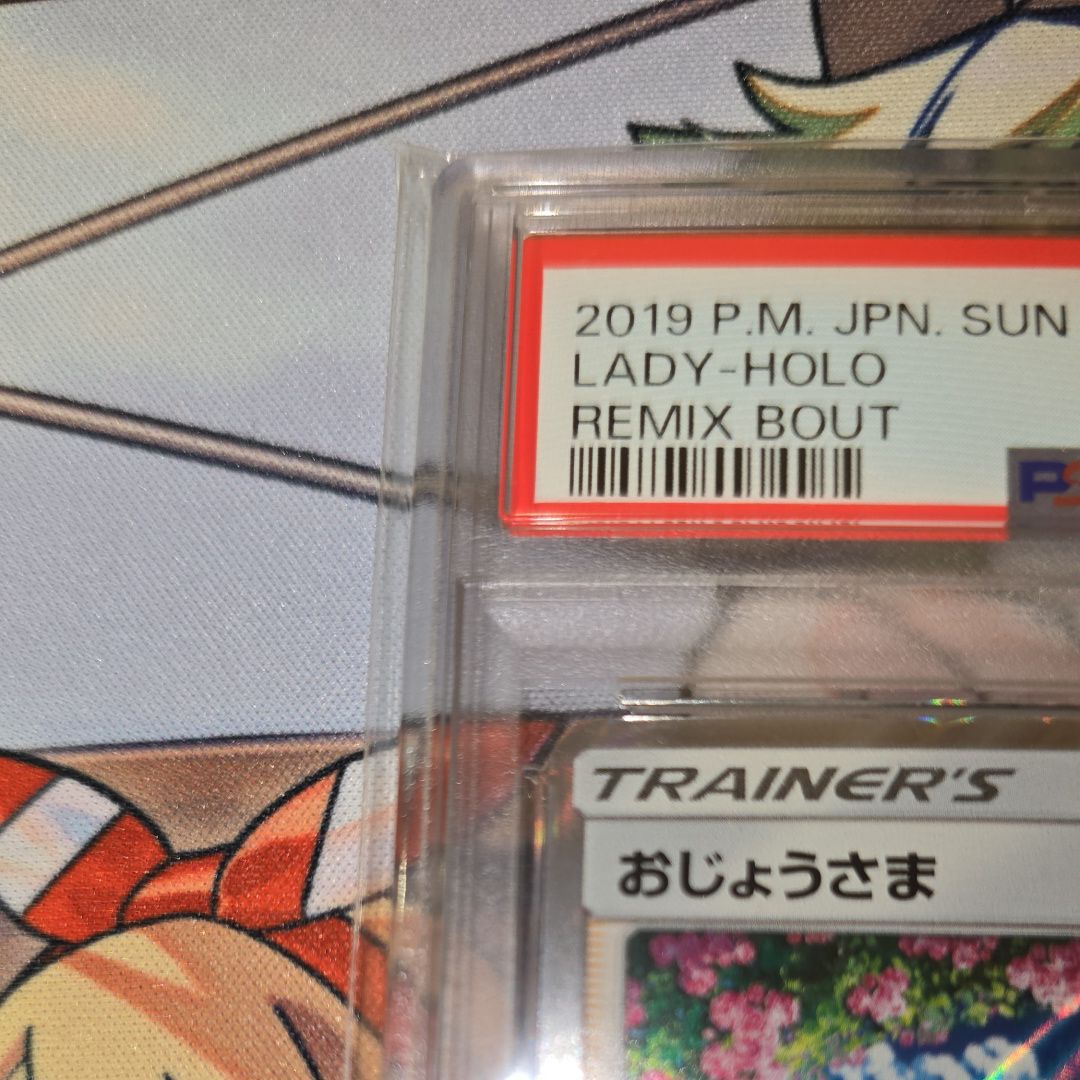 2019 P.M. JPN. SUN
LADY-HOLO
REMIX BOUT
TRAINER'S
おじょうさま